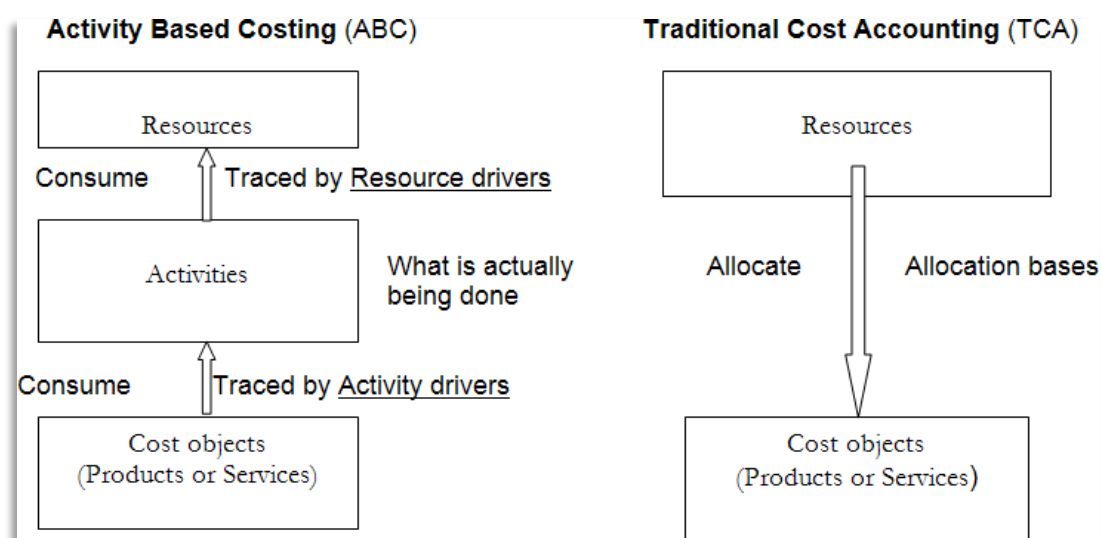 Activity Based Costing (ABC)
Resources
Consume
Traced by Resource drivers
Activities
What is actually
being done
Consume
Traced by Activity drivers
Cost objects
(Products or Services)
Traditional Cost Accounting (TCA)
Resources
Allocate
Allocation bases
Cost objects
(Products or Services)